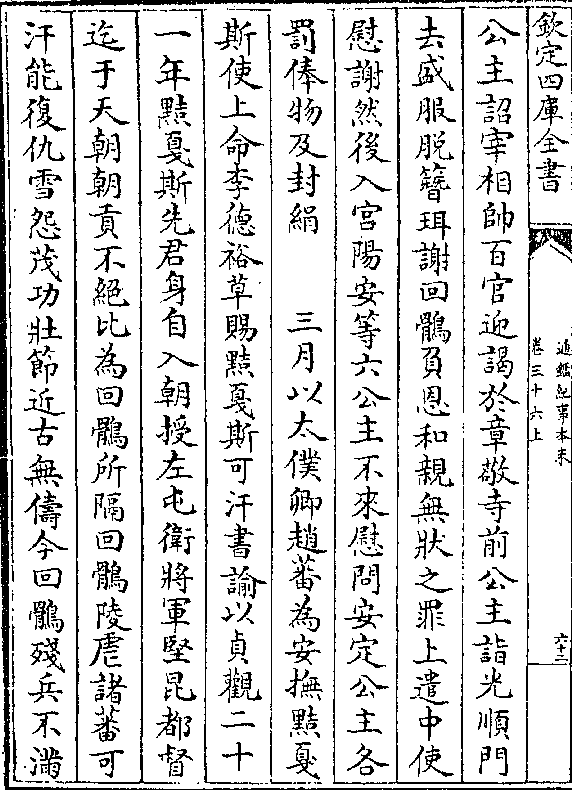 欽定四庫全書
通鑑紀事本末
卷三十六上
六十三
公主詔宰相帥百官迎謁於章敬寺前公主詣光順門
去盛服脫簪珥謝回鶻負恩和親無狀之罪上遣中使
慰謝然後入宮陽安等六公主不來慰問安定公主各
罰俸物及封絹　三月以太僕卿趙蕃為安撫黠戛
斯使上命李德裕草賜黠戛斯可汗書諭以貞觀二十
一年黠戛斯先君身自入朝授左屯衛將軍堅昆都督
迄于天朝朝貢不絶比為回鶻所隔回鶻陵虐諸蕃可
汗能復仇雪怨茂功壯節近古無儔今回鶻殘兵不滿